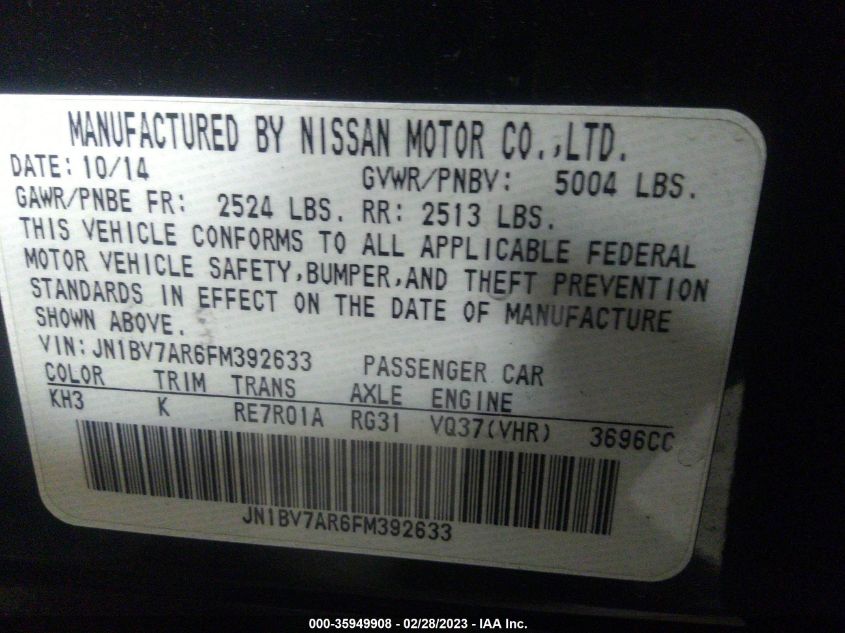 MANUFACTURED BY NISSAN MOTOR CO.,LTD.
DATE: 10/14 GVWR/PNBV: 5004 LBS.
GAWR/PNBE FR: 2524 LBS. RR: 2513 LBS.
THIS VEHICLE CONFORMS TO ALL APPLICABLE FEDERAL
MOTOR VEHICLE SAFETY,BUMPER,AND THEFT PREVENTION
STANDARDS IN EFFECT ON THE DATE OF MANUFACTURE
SHOWN ABOVE.
VIN: JN1BV7AR6FM392633 PASSENGER CAR
COLOR TRIM TRANS AXLE ENGINE
KH3 K RE7R01A RG31 VQ37(VHR) 3696CC
JN1BV7AR6FM392633
000-35949908 - 02/28/2023 - IAA Inc.